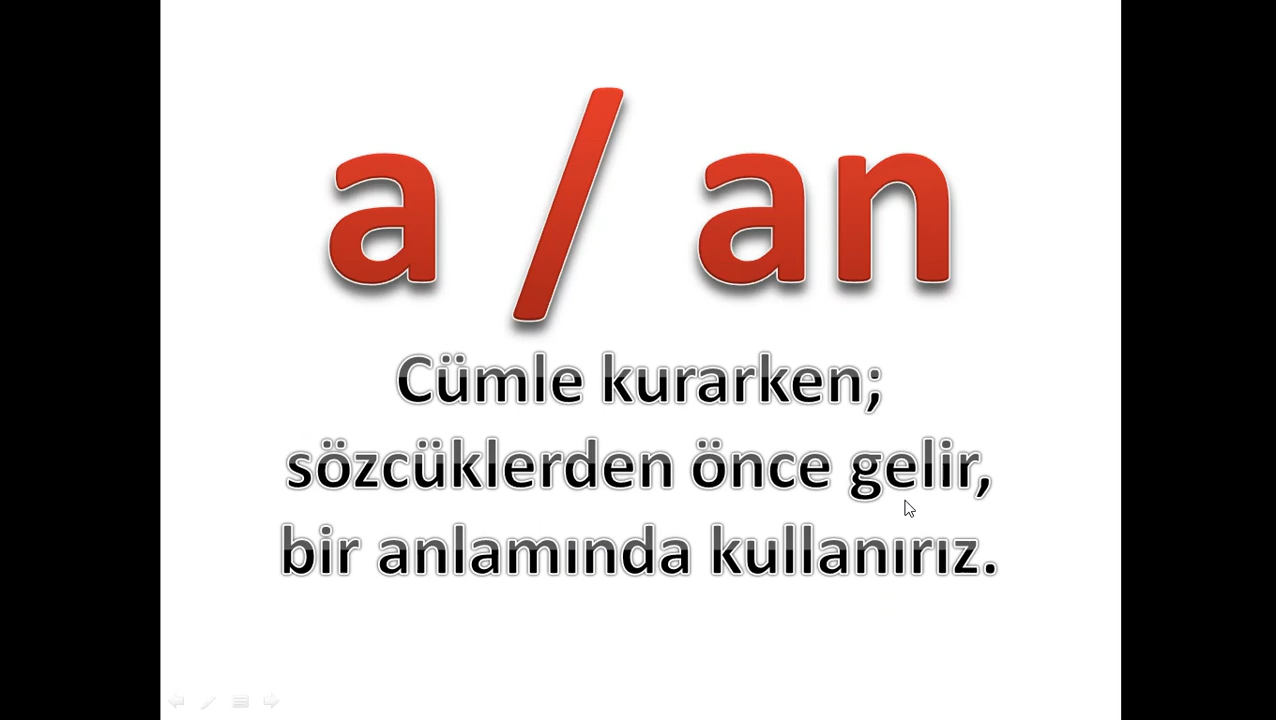 a / an
Cümle kurarken;
sözcüklerden önce gelir,
bir anlamında kullanırız.